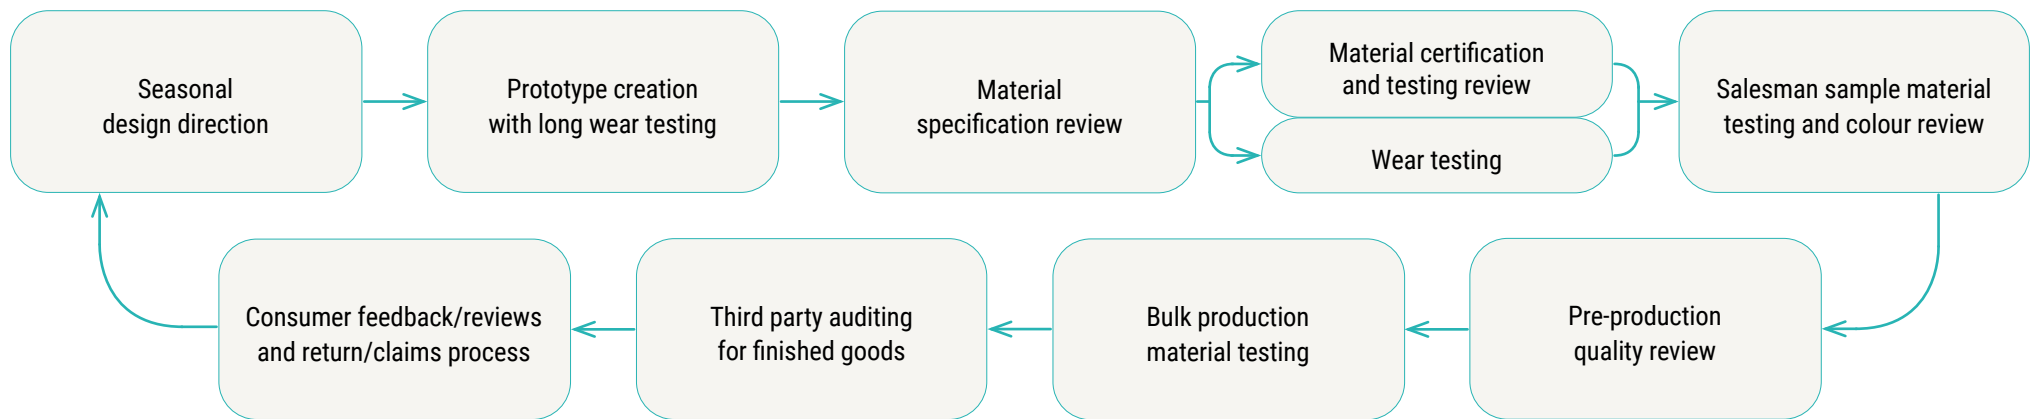 Seasonal
design direction
Prototype creation
with long wear testing
Material
specification review
Material certification
and testing review
Wear testing
Salesman sample material
testing and colour review
Pre-production
quality review
Bulk production
material testing
Third party auditing
for finished goods
Consumer feedback/reviews
and return/claims process